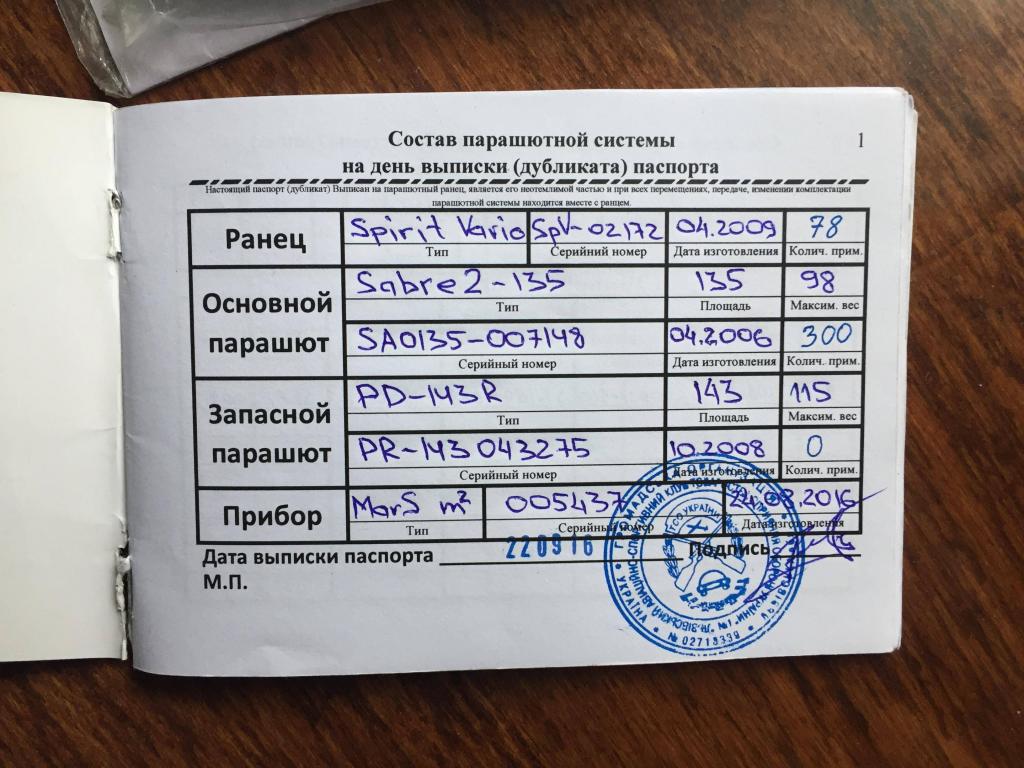 Состав парашютной системы 1
на день выписки (дубликата) паспорта
Настоящий паспорт (дубликат) Выписан на парашютный ранец, является его неотемлимой частью и при всех перемещениях, передаче, изменении комплектации
парашютной системы находится вместе с ранцем.
Ранец Spirit Vario SpV-02172 04.2009 78
Тип Серийний номер Дата изготовления Колич. прим.
Основной парашют Sabre2-135 135 98
Тип Площадь Максим. вес
SA0135-007148 04.2006 300
Серийный номер Дата изготовления Колич. прим.
Запасной парашют PD-143R 143 115
Тип Площадь Максим. вес
PR-143 043275 10.2008 0
Серийный номер Дата изготовления Колич. прим.
Прибор MarS m² 005437 2016
Тип Серийный номер Дата изготовления
Дата выписки паспорта 220916 Подпись
М.П.
УКРАЇНА
№ 02713339